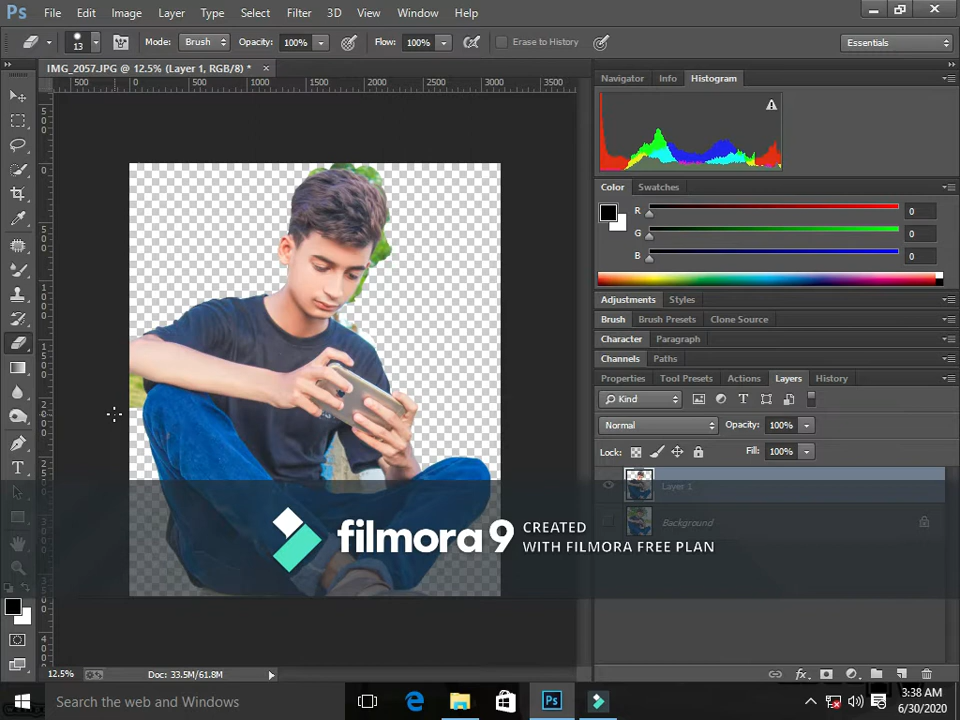 Ps File Edit Image Layer Type Select Filter 3D View Window Help
13 Mode: Brush Opacity: 100% Flow: 100% Erase to History Essentials
IMG_2057.JPG @ 12.5% (Layer 1, RGB/8) * ×
500 0 500 1000 1500 2000 2500 3000 3500
Navigator Info Histogram
Color Swatches
R 0
G 0
B 0
Adjustments Styles
Brush Brush Presets Clone Source
Character Paragraph
Channels Paths
Properties Tool Presets Actions Layers History
Kind
Normal Opacity: 100%
Lock: Fill: 100%
Layer 1
Background
filmora9 CREATED
WITH FILMORA FREE PLAN
12.5% Doc: 33.5M/61.8M
Search the web and Windows
3:38 AM
6/30/2020